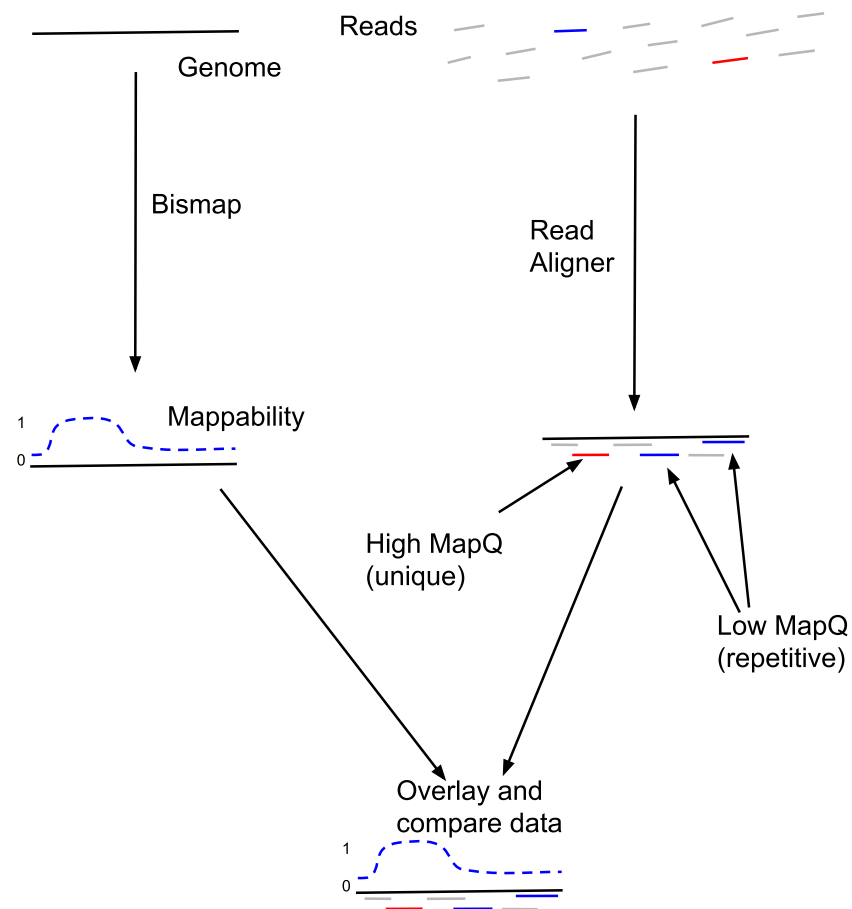 Reads
Genome
Bismap
Read
Aligner
Mappability
1
0
High MapQ
(unique)
Low MapQ
(repetitive)
Overlay and
compare data
1
0